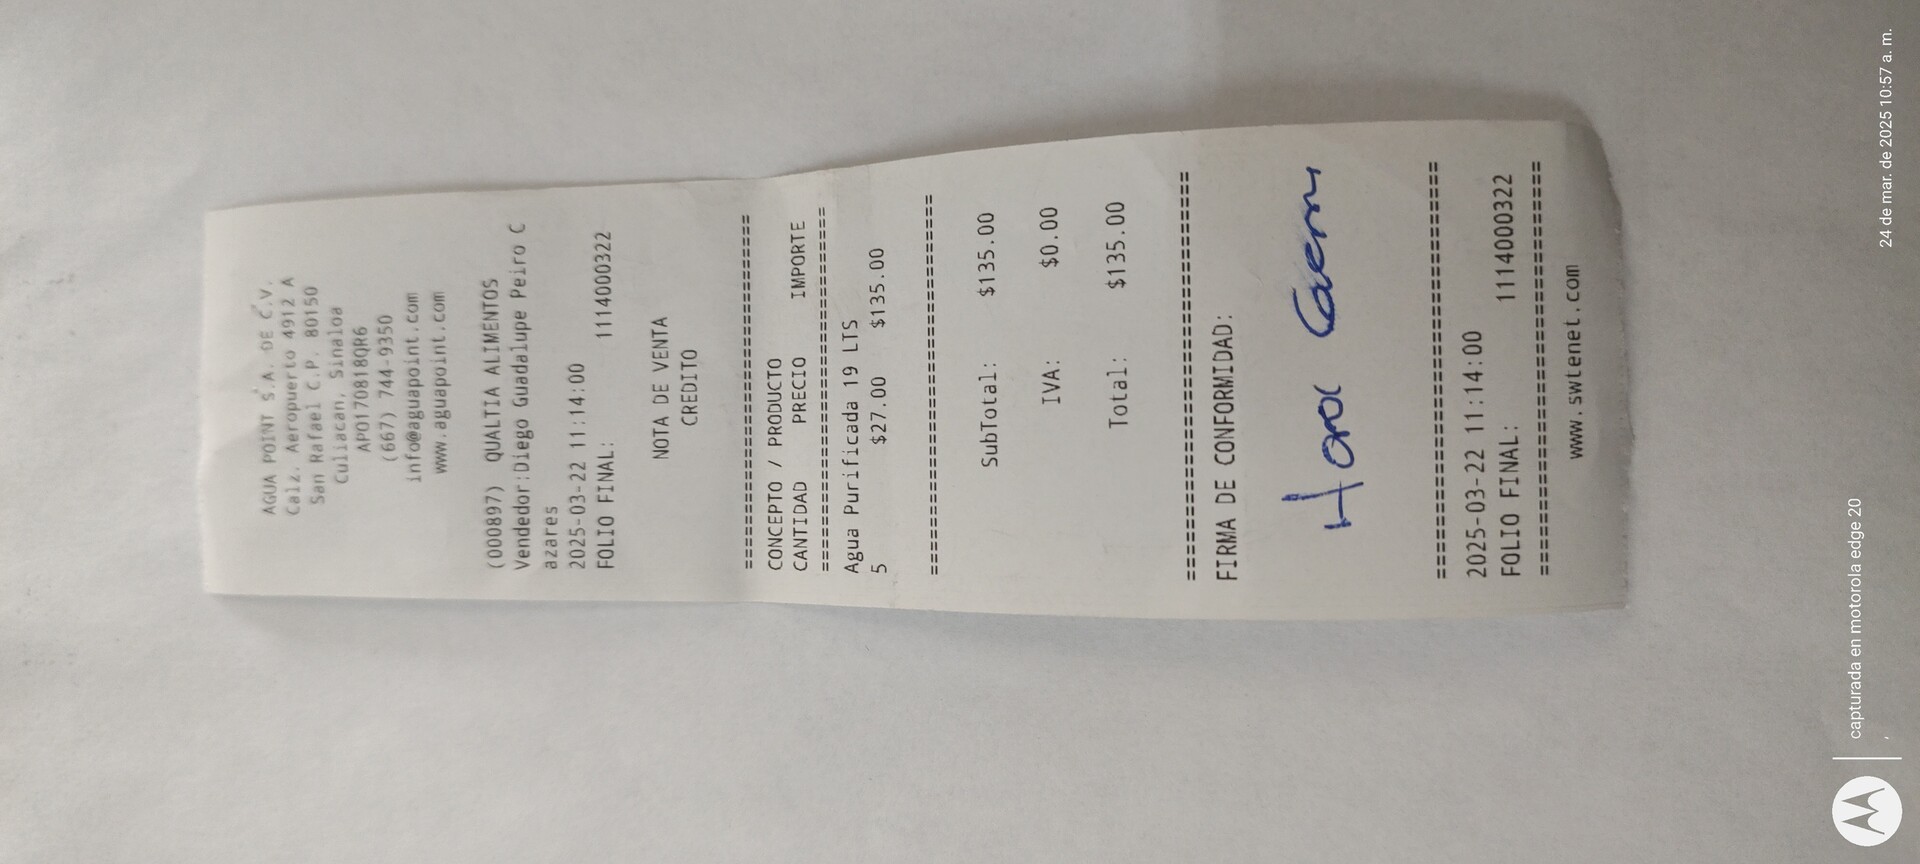 AGUA POINT S.A. DE C.V.
Calz. Aeropuerto 4912 A
San Rafael C.P. 80150
Culiacan, Sinaloa
APO170818QR6
(667) 744-9350
info@aguapoint.com
www.aguapoint.com
(000897) QUALTIA ALIMENTOS
Vendedor:Diego Guadalupe Peiro C
azares
2025-03-22 11:14:00
FOLIO FINAL: 1114000322
NOTA DE VENTA
CREDITO
================================
CONCEPTO / PRODUCTO
CANTIDAD PRECIO IMPORTE
================================
Agua Purificada 19 LTS
5 $27.00 $135.00
================================
SubTotal: $135.00
IVA: $0.00
Total: $135.00
================================
FIRMA DE CONFORMIDAD:
================================
2025-03-22 11:14:00
FOLIO FINAL: 1114000322
================================
www.swtenet.com
capturada en motorola edge 20
24 de mar. de 2025 10:57 a. m.